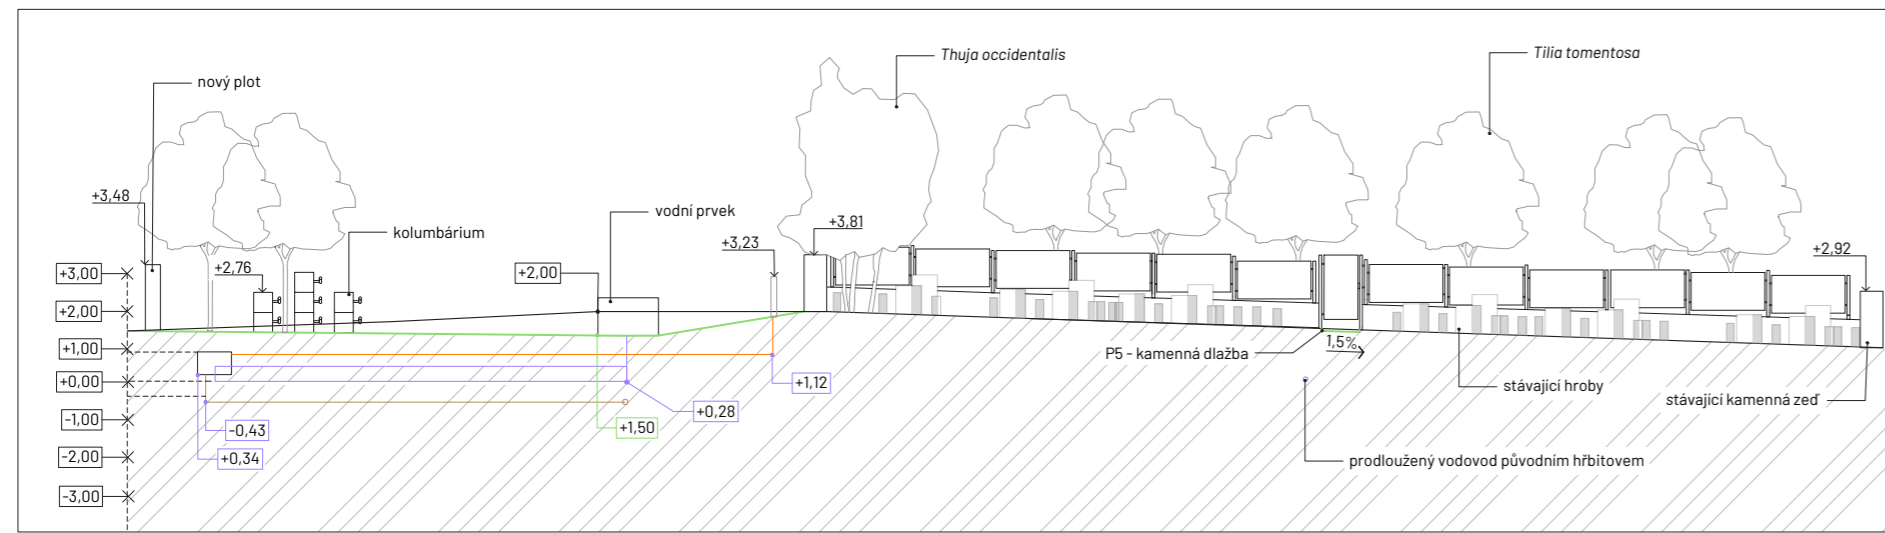 Thuja occidentalis
Tilia tomentosa
nový plot
+3,48
vodní prvek
+3,81
kolumbárium
+3,23
+2,92
+3,00
+2,76
+2,00
+2,00
+1,00
P5 - kamenná dlažba
1,5%
+0,00
+1,12
stávající hroby
stávající kamenná zeď
-1,00
+0,28
-0,43
+1,50
-2,00
+0,34
prodloužený vodovod původním hřbitovem
-3,00